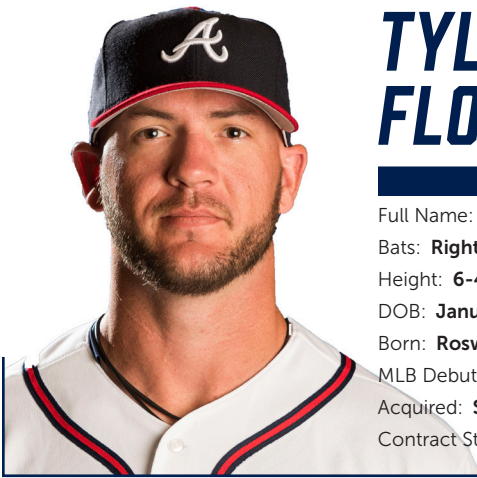 A
TYL
FLO
Full Name:
Bats: Right
Height: 6-4
DOB: Janu
Born: Rosw
MLB Debut
Acquired: S
Contract St